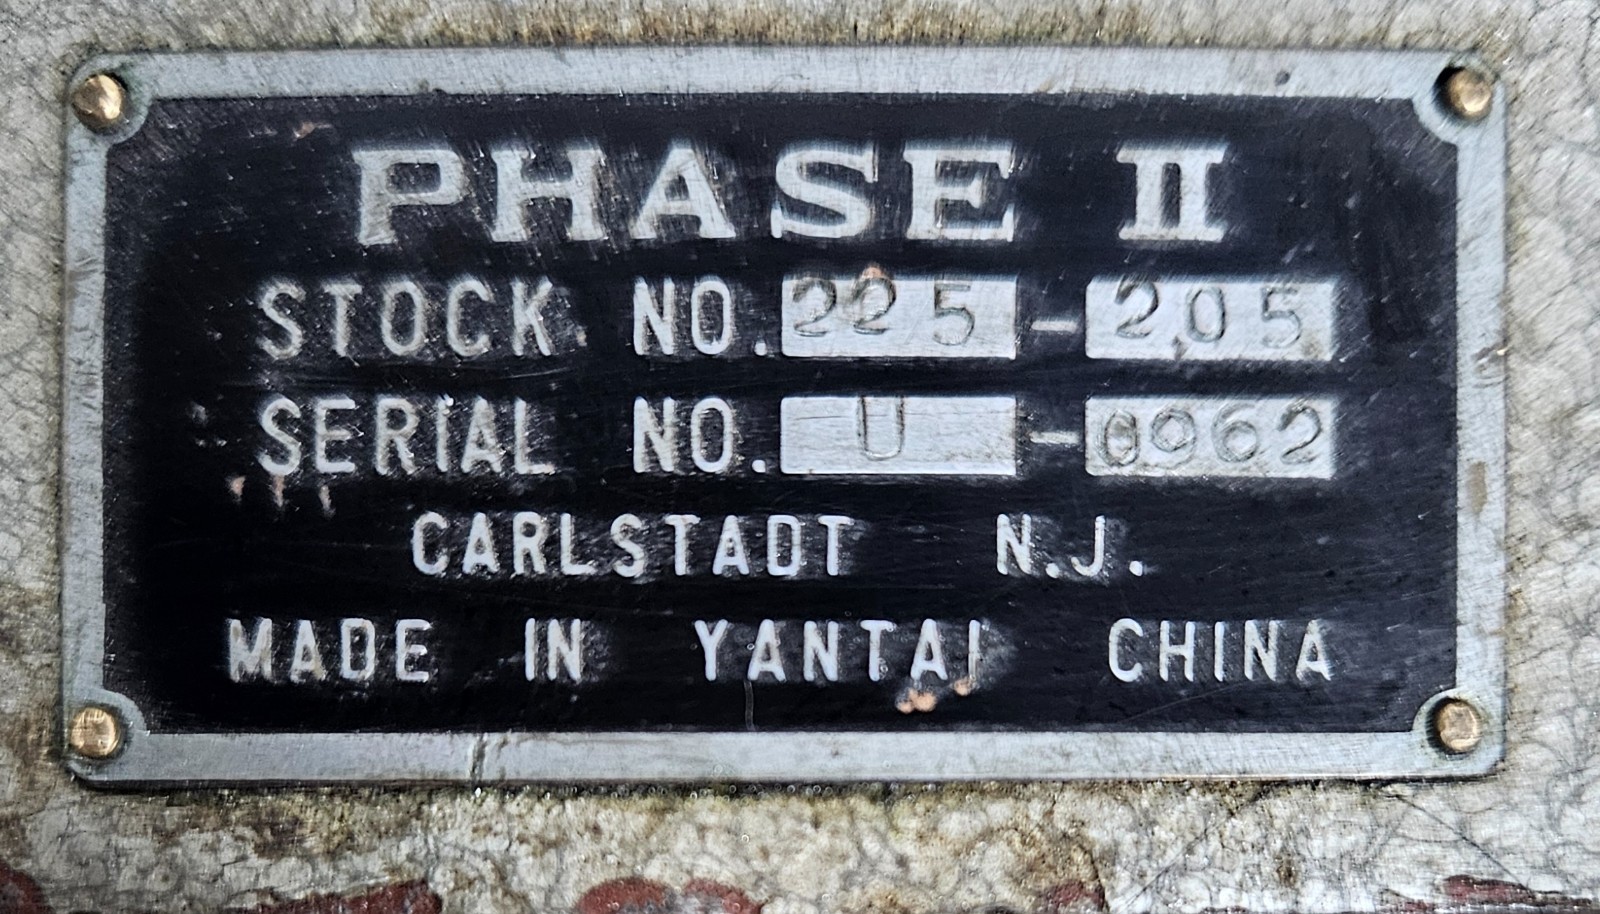 PHASE II
STOCK NO. 225-205
SERIAL NO. U-0962
CARLSTADT N.J.
MADE IN YANTAI CHINA